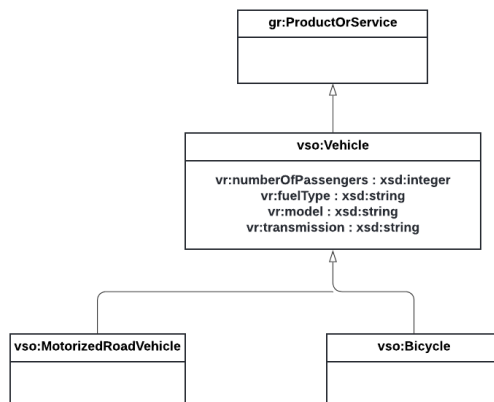 gr:ProductOrService
vso:Vehicle
vr:numberOfPassengers : xsd:integer
vr:fuelType : xsd:string
vr:model : xsd:string
vr:transmission : xsd:string
vso:MotorizedRoadVehicle
vso:Bicycle